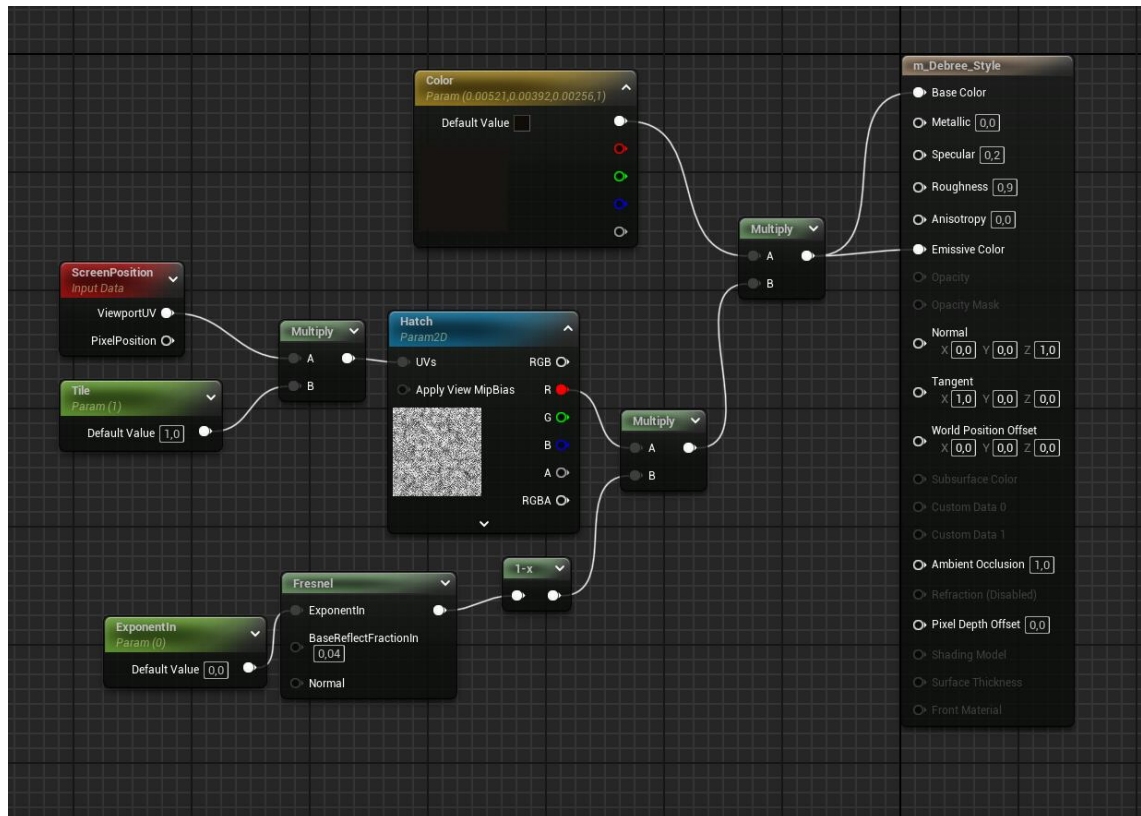 Color
Param (0.00521,0.00392,0.00256,1)
Default Value
ScreenPosition
Input Data
ViewportUV
PixelPosition
Tile
Param (1)
Default Value 1,0
Multiply
A
B
Hatch
Param2D
UVs
Apply View MipBias
RGB
R
G
B
A
RGBA
Multiply
A
B
Multiply
A
B
1-x
Fresnel
ExponentIn
BaseReflectFractionIn
0,04
Normal
ExponentIn
Param (0)
Default Value 0,0
m_Debree_Style
Base Color
Metallic 0,0
Specular 0,2
Roughness 0,9
Anisotropy 0,0
Emissive Color
Opacity
Opacity Mask
Normal
X 0,0 Y 0,0 Z 1,0
Tangent
X 1,0 Y 0,0 Z 0,0
World Position Offset
X 0,0 Y 0,0 Z 0,0
Subsurface Color
Custom Data 0
Custom Data 1
Ambient Occlusion 1,0
Refraction (Disabled)
Pixel Depth Offset 0,0
Shading Model
Surface Thickness
Front Material